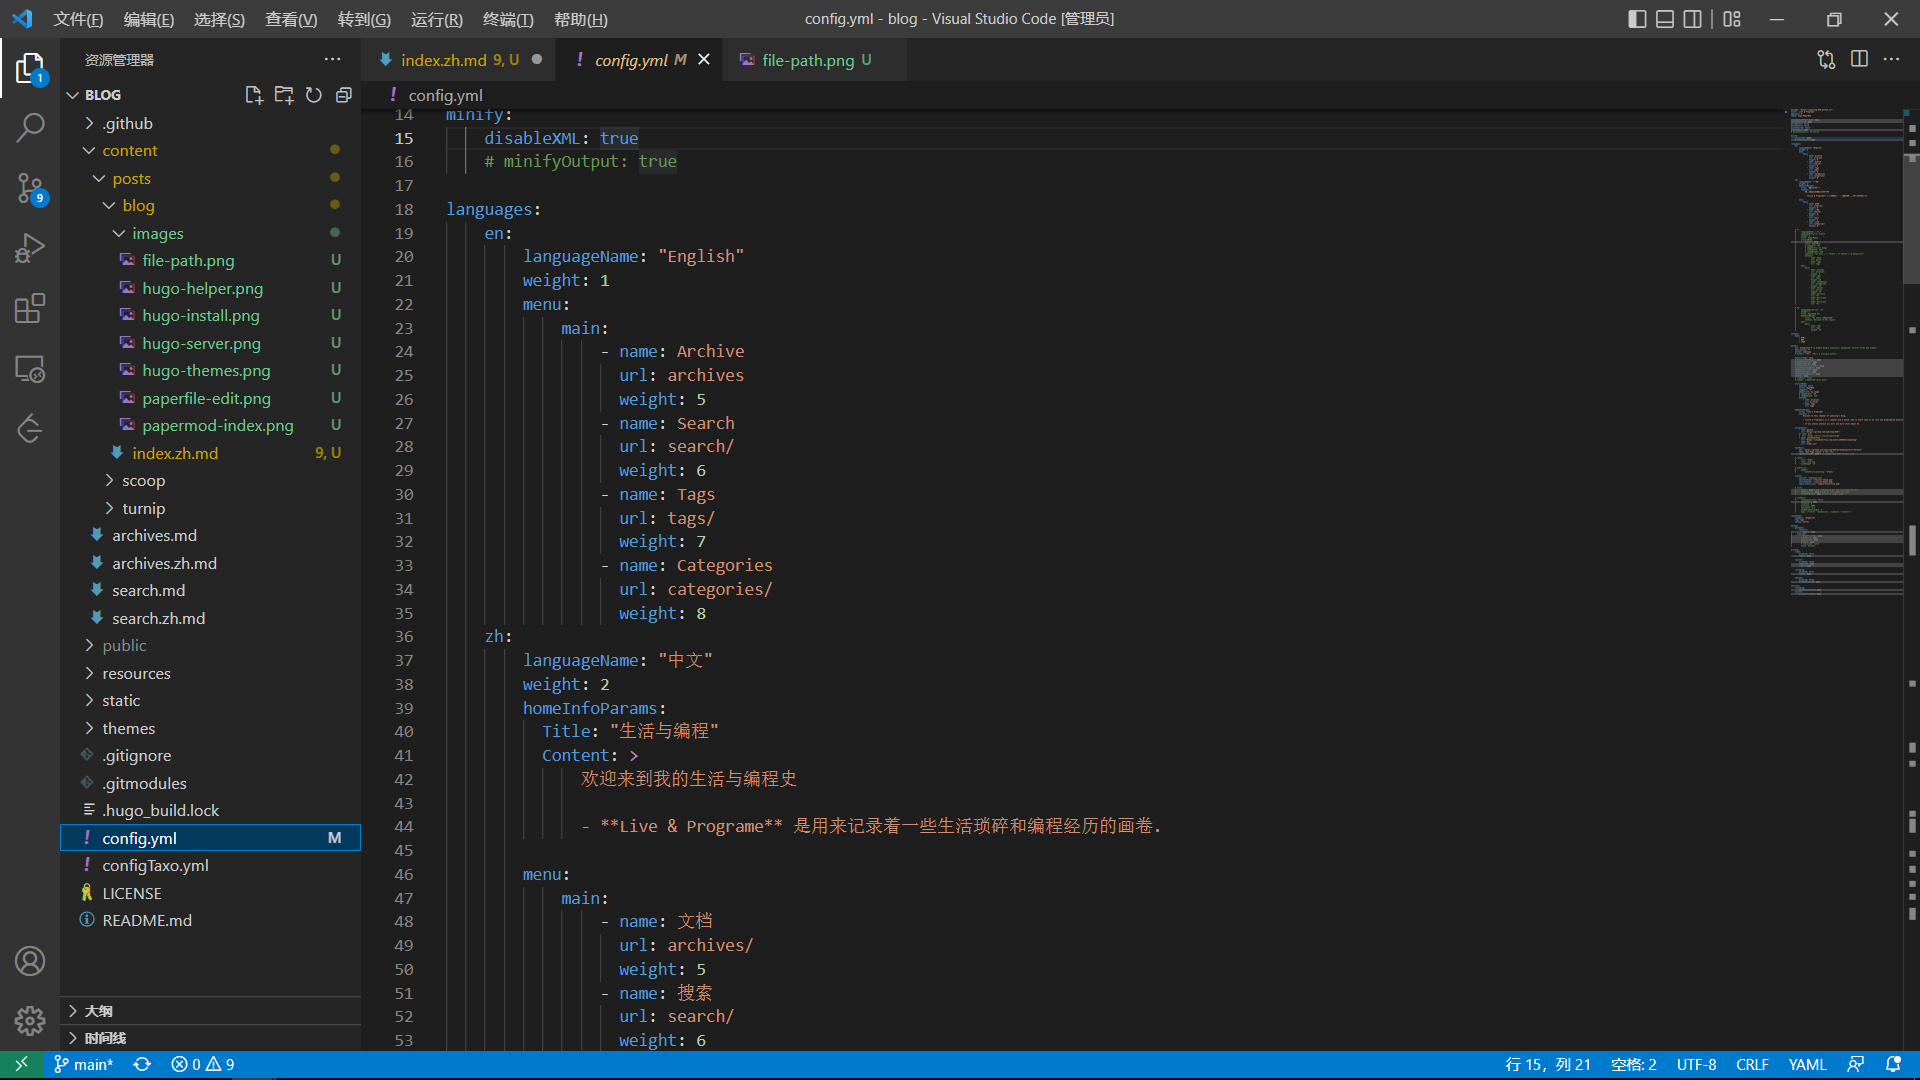 文件(F) 编辑(E) 选择(S) 查看(V) 转到(G) 运行(R) 终端(T) 帮助(H) config.yml - blog - Visual Studio Code [管理员]
资源管理器
index.zh.md 9, U
config.yml M
file-path.png U
BLOG
.github
content
posts
blog
images
file-path.png U
hugo-helper.png U
hugo-install.png U
hugo-server.png U
hugo-themes.png U
paperfile-edit.png U
papermod-index.png U
index.zh.md 9, U
scoop
turnip
archives.md
archives.zh.md
search.md
search.zh.md
public
resources
static
themes
.gitignore
.gitmodules
.hugo_build.lock
config.yml M
configTaxo.yml
LICENSE
README.md
大纲
时间线
1
9
config.yml
14 minify:
15 disableXML: true
16 # minifyOutput: true
17
18 languages:
19 en:
20 languageName: "English"
21 weight: 1
22 menu:
23 main:
24 - name: Archive
25 url: archives
26 weight: 5
27 - name: Search
28 url: search/
29 weight: 6
30 - name: Tags
31 url: tags/
32 weight: 7
33 - name: Categories
34 url: categories/
35 weight: 8
36 zh:
37 languageName: "中文"
38 weight: 2
39 homeInfoParams:
40 Title: "生活与编程"
41 Content: >
42 欢迎来到我的生活与编程史
43
44 - **Live & Programe** 是用来记录着一些生活琐碎和编程经历的画卷.
45
46 menu:
47 main:
48 - name: 文档
49 url: archives/
50 weight: 5
51 - name: 搜索
52 url: search/
53 weight: 6
main* 0 9 行 15，列 21 空格: 2 UTF-8 CRLF YAML